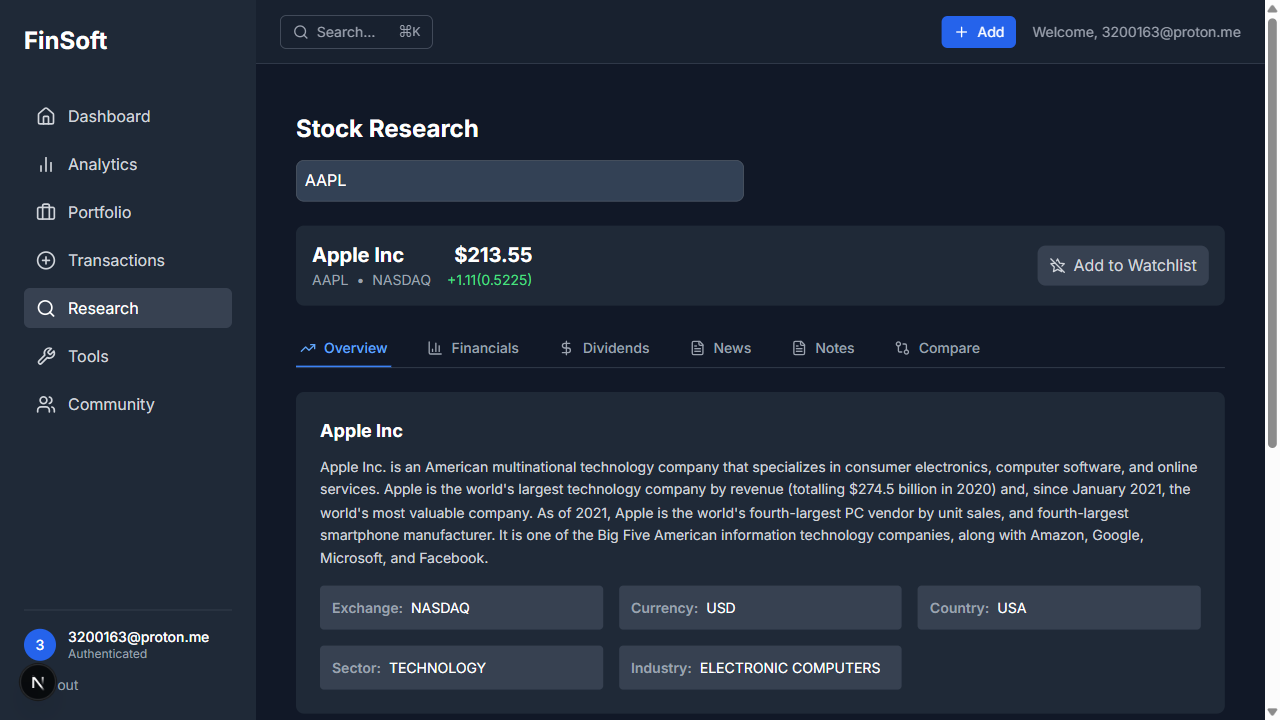 FinSoft
Dashboard
Analytics
Portfolio
Transactions
Research
Tools
Community
3
3200163@proton.me
Authenticated
N
out
Search... ⌘K
+ Add
Welcome, 3200163@proton.me
Stock Research
AAPL
Apple Inc $213.55
AAPL • NASDAQ +1.11(0.5225)
Add to Watchlist
Overview Financials Dividends News Notes Compare
Apple Inc
Apple Inc. is an American multinational technology company that specializes in consumer electronics, computer software, and online
services. Apple is the world's largest technology company by revenue (totalling $274.5 billion in 2020) and, since January 2021, the
world's most valuable company. As of 2021, Apple is the world's fourth-largest PC vendor by unit sales, and fourth-largest
smartphone manufacturer. It is one of the Big Five American information technology companies, along with Amazon, Google,
Microsoft, and Facebook.
Exchange: NASDAQ
Currency: USD
Country: USA
Sector: TECHNOLOGY
Industry: ELECTRONIC COMPUTERS